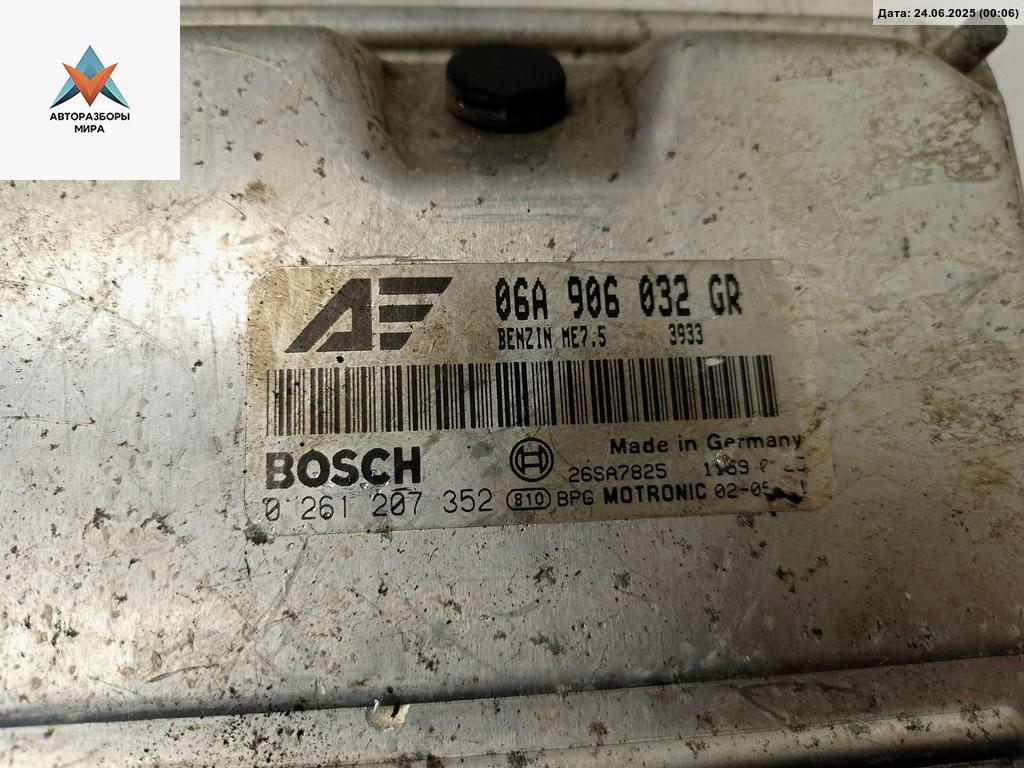 Дата: 24.06.2025 (00:06)
АВТОРАЗБОРЫ
МИРА
06A 906 032 GR
BENZIN ME7.5 3933
BOSCH
Made in Germany
26SA7825
0 261 207 352 810 BPG MOTRONIC